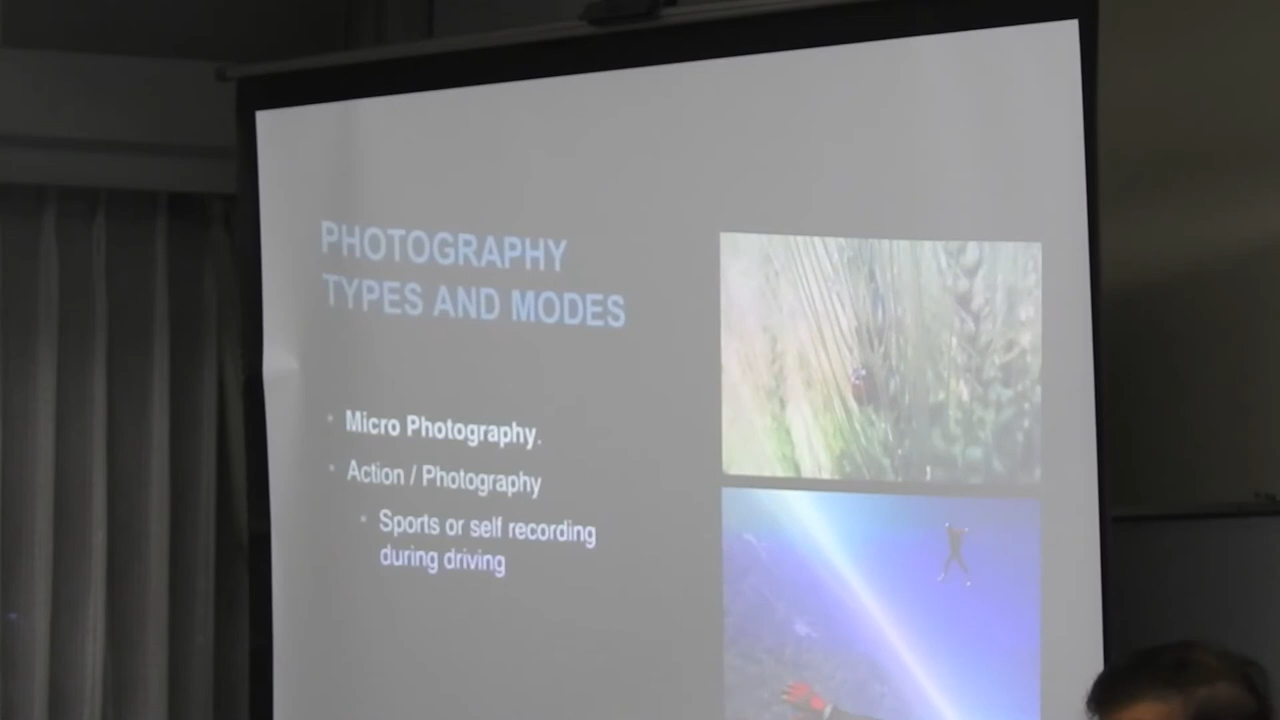 PHOTOGRAPHY
TYPES AND MODES
Micro Photography.
Action / Photography
Sports or self recording
during driving